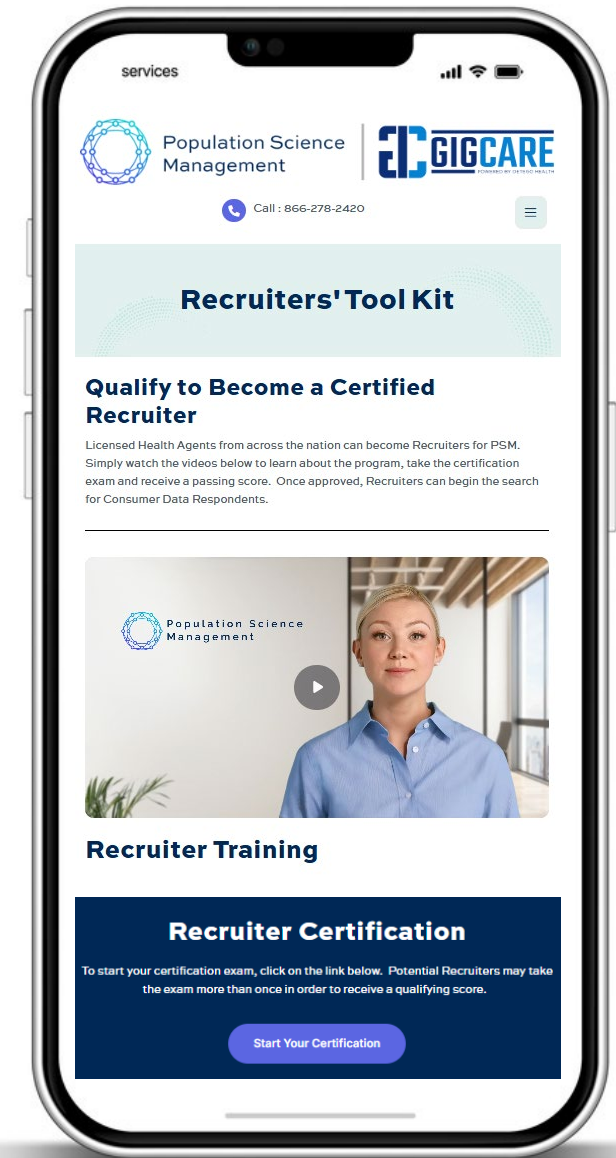 services
Population Science
Management
GIGCARE
POWERED BY DETEGO HEALTH
Call : 866-278-2420
Recruiters' Tool Kit
Qualify to Become a Certified
Recruiter
Licensed Health Agents from across the nation can become Recruiters for PSM.
Simply watch the videos below to learn about the program, take the certification
exam and receive a passing score.  Once approved, Recruiters can begin the search
for Consumer Data Respondents.
Population Science
Management
Recruiter Training
Recruiter Certification
To start your certification exam, click on the link below.  Potential Recruiters may take
the exam more than once in order to receive a qualifying score.
Start Your Certification